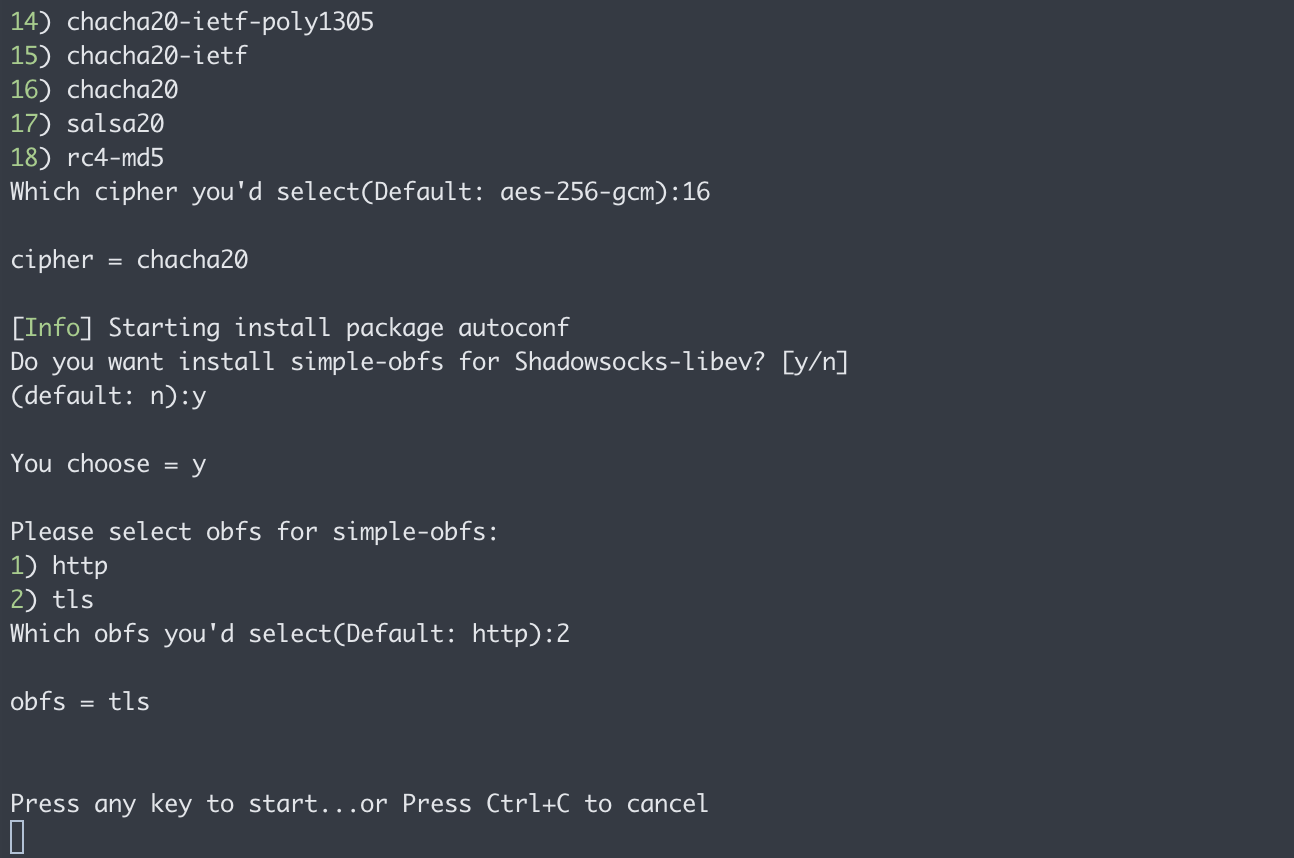 14) chacha20-ietf-poly1305
15) chacha20-ietf
16) chacha20
17) salsa20
18) rc4-md5
Which cipher you'd select(Default: aes-256-gcm):16
cipher = chacha20
[Info] Starting install package autoconf
Do you want install simple-obfs for Shadowsocks-libev? [y/n]
(default: n):y
You choose = y
Please select obfs for simple-obfs:
1) http
2) tls
Which obfs you'd select(Default: http):2
obfs = tls
Press any key to start...or Press Ctrl+C to cancel